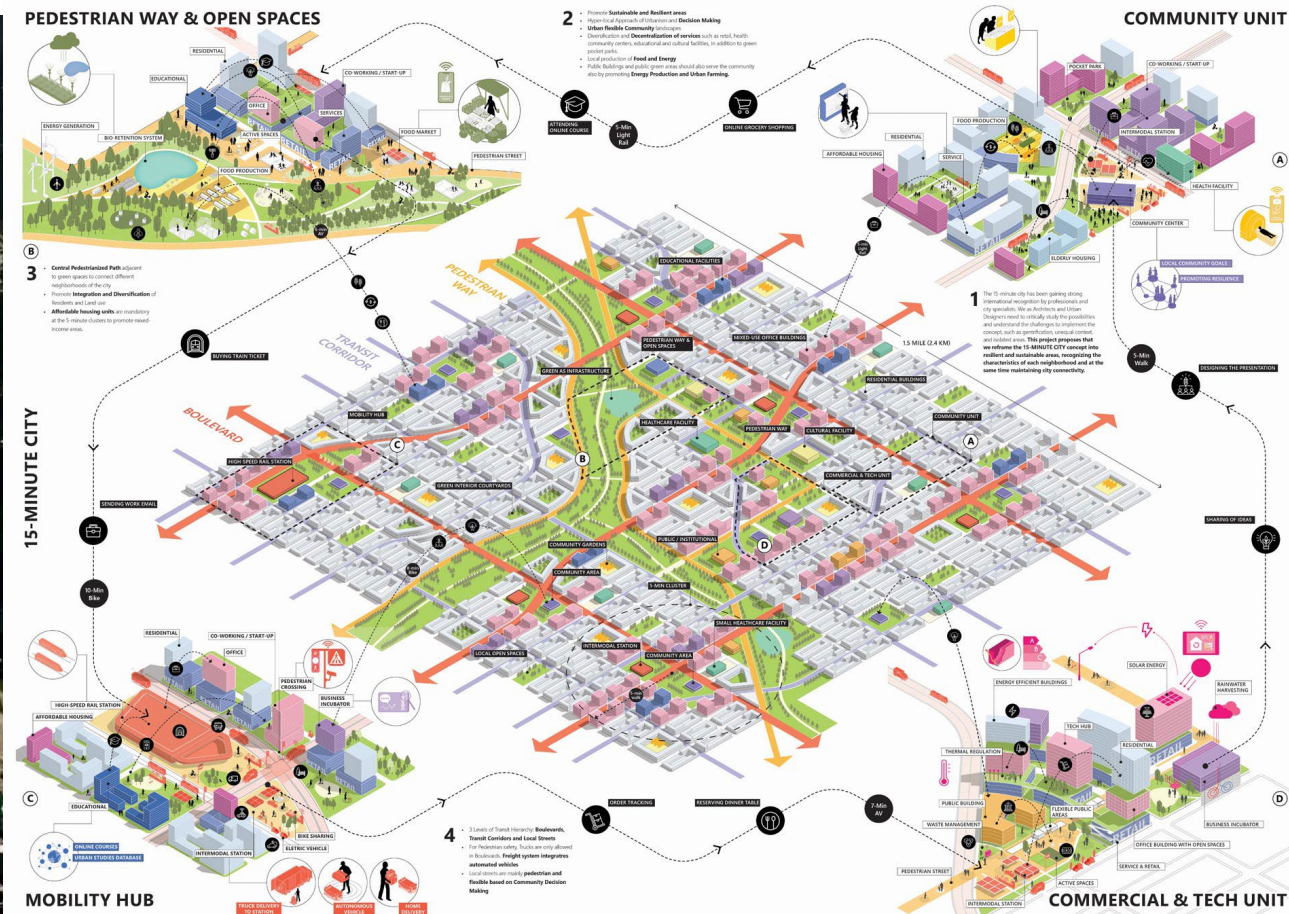 PEDESTRIAN WAY & OPEN SPACES
RESIDENTIAL
EDUCATIONAL
CO-WORKING / START-UP
OFFICE
SERVICES
ENERGY GENERATION
BIO RETENTION SYSTEM
ACTIVE SPACES
RETAIL
RETAIL
RETAIL
FOOD MARKET
FOOD PRODUCTION
PEDESTRIAN STREET
B
2
• Promote Sustainable and Resilient areas
• Hyper-local Approach of Urbanism and Decision Making
• Urban flexible Community landscapes
• Diversification and Decentralization of services such as retail, health
community centers, educational and cultural facilities, in addition to green
pocket parks.
• Local production of Food and Energy
• Public Buildings and public green areas should also serve the community
also by promoting Energy Production and Urban Farming.
ATTENDING
ONLINE COURSE
5-Min
Light
Rail
ONLINE GROCERY SHOPPING
COMMUNITY UNIT
POCKET PARK
CO-WORKING / START-UP
FOOD PRODUCTION
INTERMODAL STATION
RESIDENTIAL
AFFORDABLE HOUSING
SERVICE
A
HEALTH FACILITY
COMMUNITY CENTER
RETAIL
ELDERLY HOUSING
LOCAL COMMUNITY GOALS
PROMOTING RESILIENCE
3
• Central Pedestrianized Path adjacent
to green spaces to connect different
neighborhoods of the city
• Promote Integration and Diversification of
Residents and Land use
• Affordable housing units are mandatory
at the 5-minute clusters to promote mixed-
income areas.
1
The 15-minute city has been gaining strong
international recognition by professionals and
city specialists. We as Architects and Urban
Designers need to critically study the possibilities
and understand the challenges to implement the
concept, such as gentrification, unequal context,
and isolated areas. This project proposes that
we reframe the 15-MINUTE CITY concept into
resilient and sustainable areas, recognizing the
characteristics of each neighborhood and at the
same time maintaining city connectivity.
5-Min
Walk
DESIGNING THE PRESENTATION
BUYING TRAIN TICKET
15-MINUTE CITY
SENDING WORK EMAIL
10-Min
Bike
SHARING OF IDEAS
PEDESTRIAN
WAY
TRANSIT
CORRIDOR
BOULEVARD
EDUCATIONAL FACILITIES
PEDESTRIAN WAY &
OPEN SPACES
MIXED-USE OFFICE BUILDINGS
1.5 MILE (2.4 KM)
GREEN AS INFRASTRUCTURE
RESIDENTIAL BUILDINGS
MOBILITY HUB
HEALTHCARE FACILITY
COMMUNITY UNIT
PEDESTRIAN WAY
CULTURAL FACILITY
C
A
B
HIGH SPEED RAIL STATION
COMMERCIAL & TECH UNIT
GREEN INTERIOR COURTYARDS
PUBLIC / INSTITUTIONAL
D
COMMUNITY GARDENS
COMMUNITY AREA
5-MIN CLUSTER
SMALL HEALTHCARE FACILITY
INTERMODAL STATION
LOCAL OPEN SPACES
COMMUNITY AREA
RESIDENTIAL
CO-WORKING / START-UP
OFFICE
PEDESTRIAN
CROSSING
BUSINESS
INCUBATOR
HIGH-SPEED RAIL STATION
AFFORDABLE HOUSING
C
EDUCATIONAL
BIKE SHARING
ELETRIC VEHICLE
INTERMODAL STATION
ONLINE COURSES
URBAN STUDIES DATABASE
TRUCK DELIVERY
TO STATION
AUTONOMOUS
VEHICLE
HOME
DELIVERY
MOBILITY HUB
4
• 3 Levels of Transit Hierarchy: Boulevards,
Transit Corridors and Local Streets
• For Pedestrian safety, Trucks are only allowed
in Boulevards. Freight system integratres
automated vehicles
• Local streets are mainly pedestrian and
flexible based on Community Decision
Making
ORDER TRACKING
RESERVING DINNER TABLE
7-Min
AV
SOLAR ENERGY
ENERGY EFFICIENT BUILDINGS
RAINWATER
HARVESTING
TECH HUB
THERMAL REGULATION
RESIDENTIAL
RETAIL
PUBLIC BUILDING
FLEXIBLE PUBLIC
AREAS
WASTE MANAGEMENT
RETAIL
BUSINESS INCUBATOR
D
OFFICE BUILDING WITH OPEN SPACES
SERVICE & RETAIL
PEDESTRIAN STREET
ACTIVE SPACES
INTERMODAL STATION
COMMERCIAL & TECH UNIT